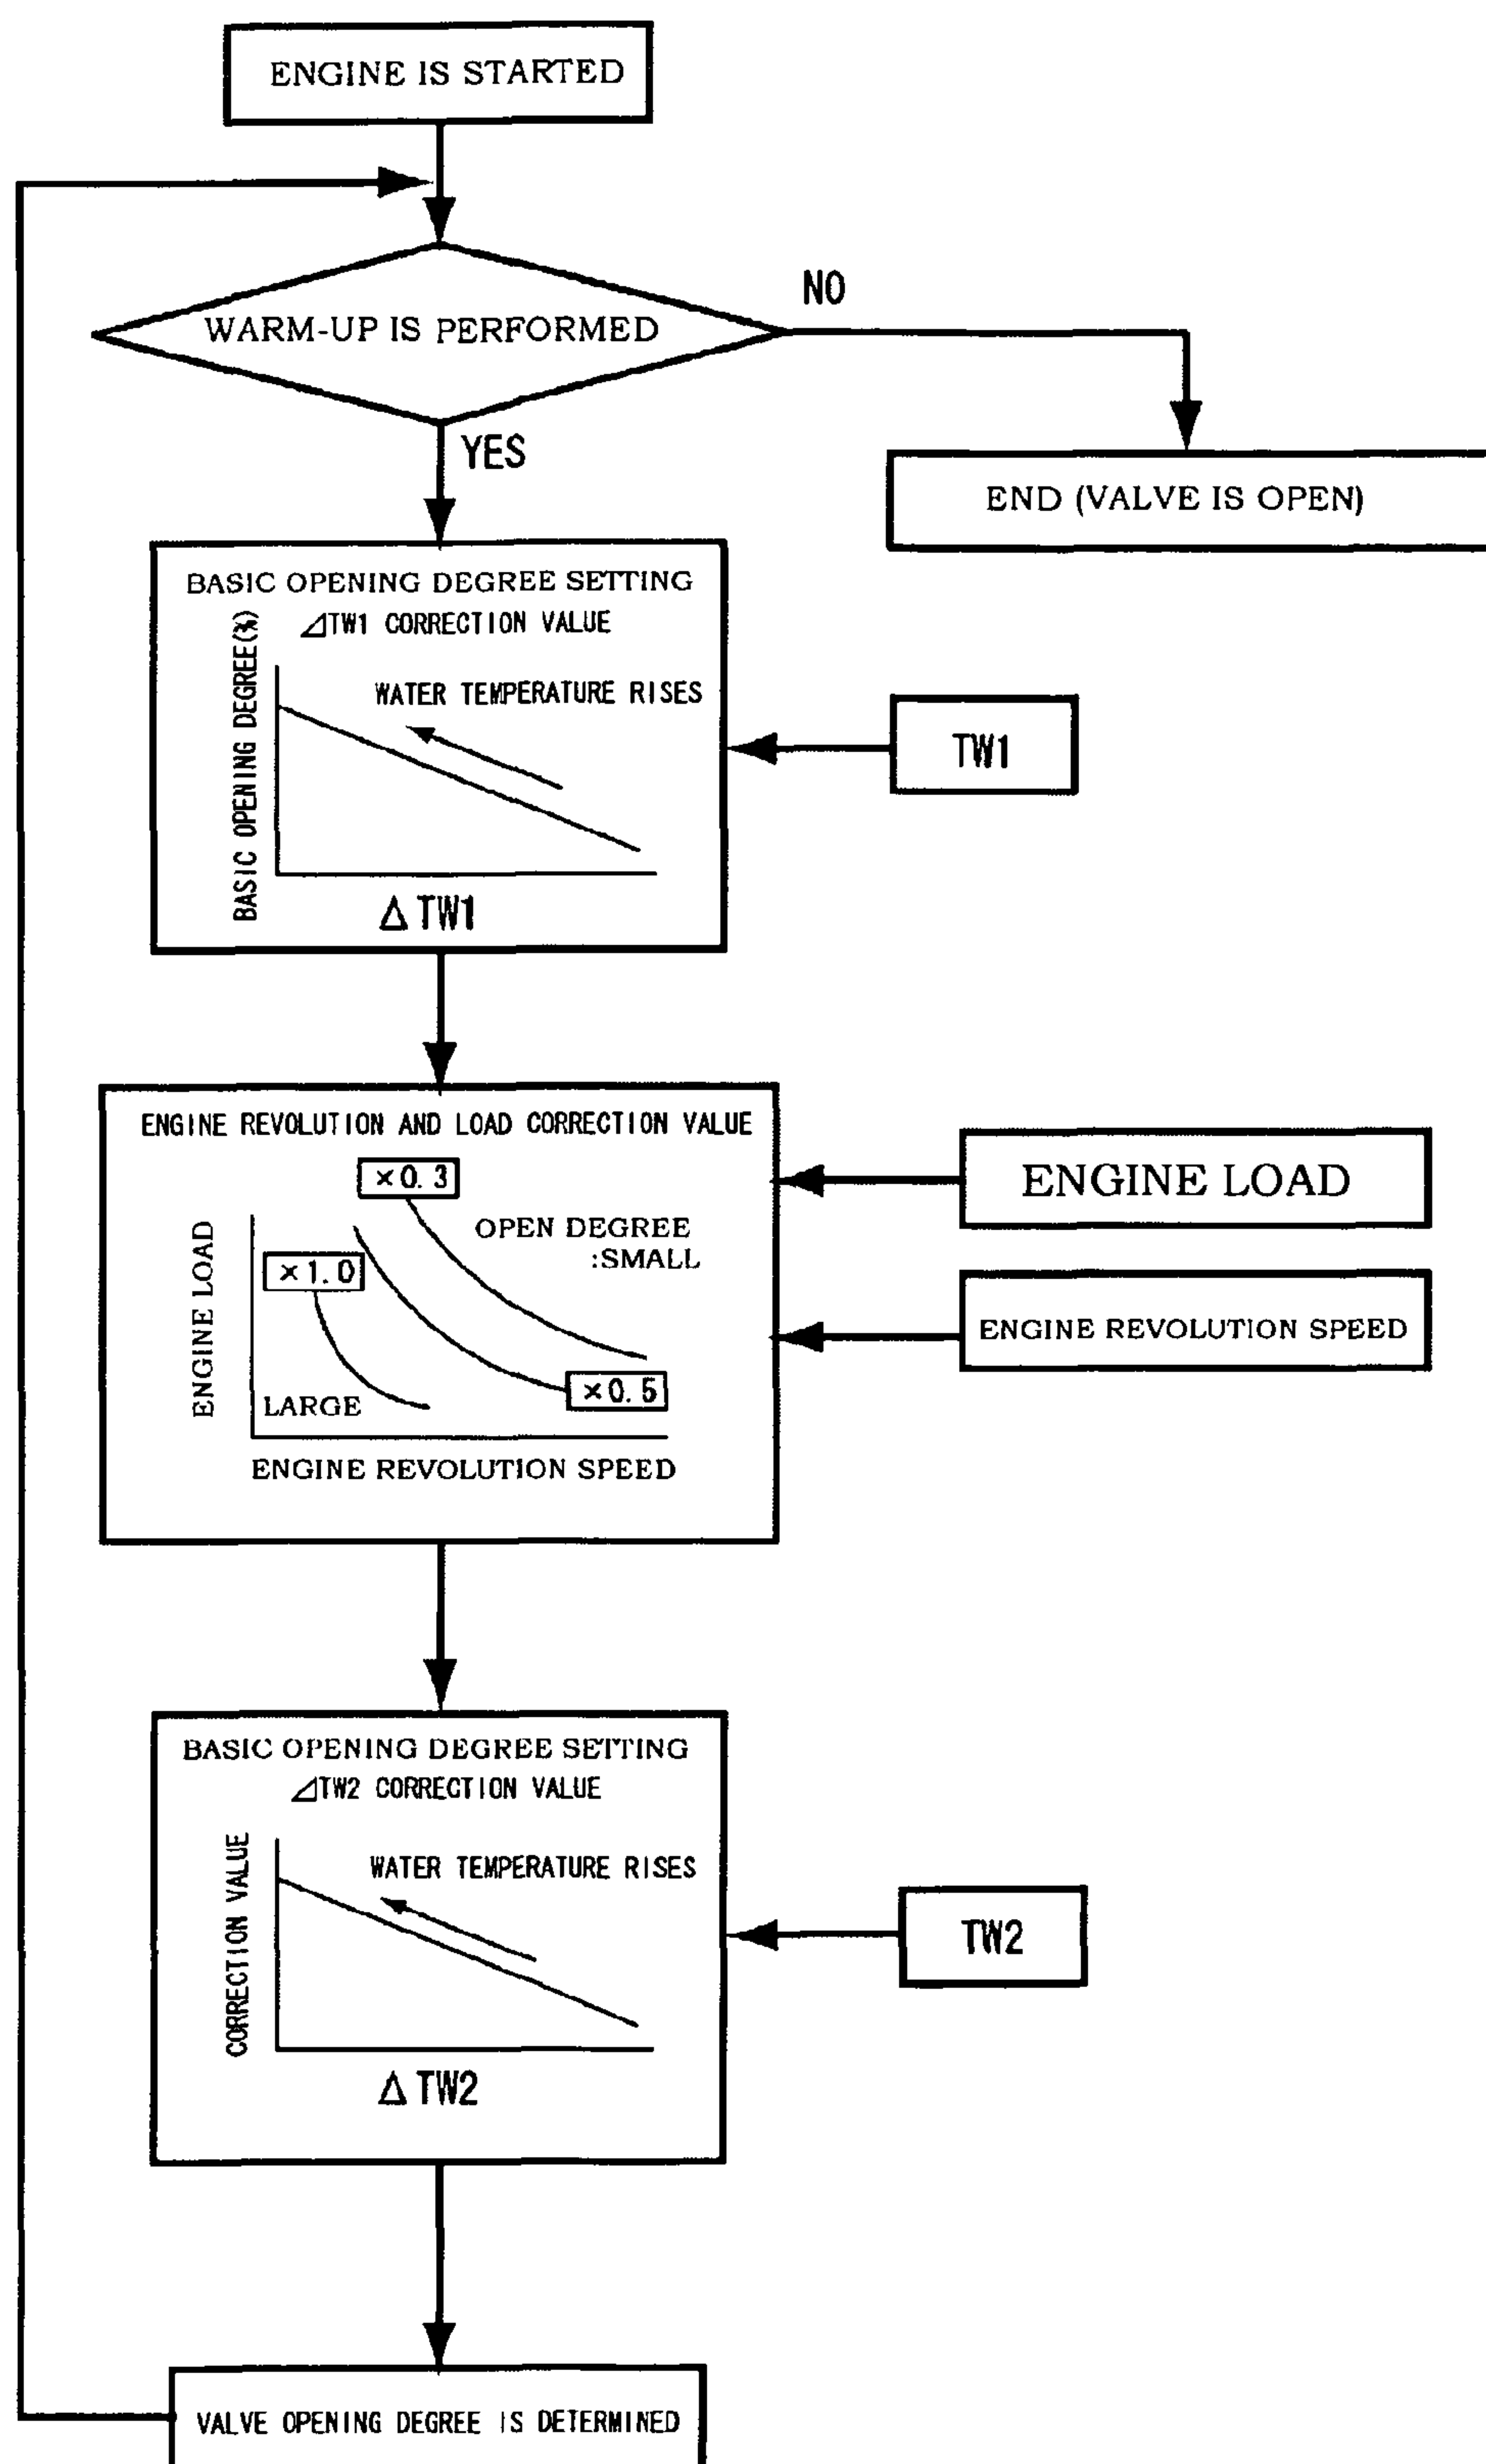 ENGINE IS STARTED
WARM-UP IS PERFORMED
NO
YES
END (VALVE IS OPEN)
BASIC OPENING DEGREE SETTING
⊿TW1 CORRECTION VALUE
BASIC OPENING DEGREE(%)
WATER TEMPERATURE RISES
Δ TW1
TW1
ENGINE REVOLUTION AND LOAD CORRECTION VALUE
×0.3
OPEN DEGREE
:SMALL
×1.0
ENGINE LOAD
LARGE
×0.5
ENGINE REVOLUTION SPEED
ENGINE LOAD
ENGINE REVOLUTION SPEED
BASIC OPENING DEGREE SETTING
⊿TW2 CORRECTION VALUE
CORRECTION VALUE
WATER TEMPERATURE RISES
Δ TW2
TW2
VALVE OPENING DEGREE IS DETERMINED